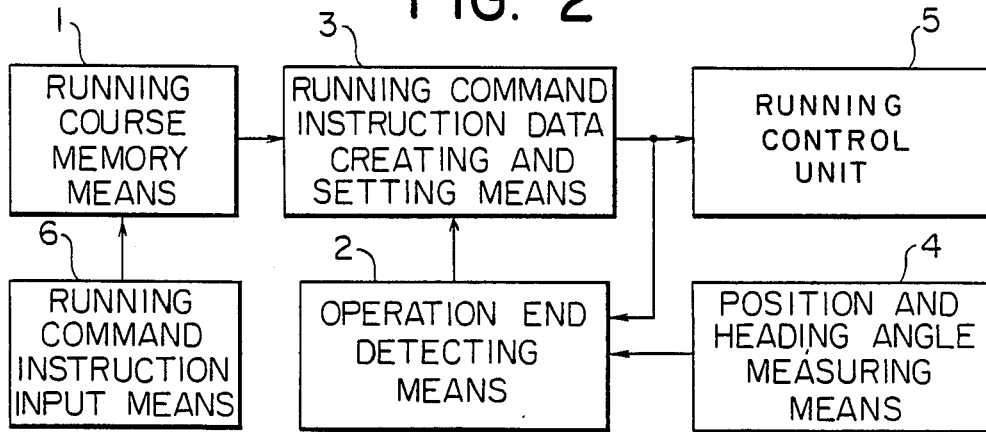 FIG. 2
1
RUNNING
COURSE
MEMORY
MEANS
3
RUNNING COMMAND
INSTRUCTION DATA
CREATING AND
SETTING MEANS
5
RUNNING
CONTROL
UNIT
6
RUNNING
COMMAND
INSTRUCTION
INPUT MEANS
2
OPERATION END
DETECTING
MEANS
4
POSITION AND
HEADING ANGLE
MEASURING
MEANS